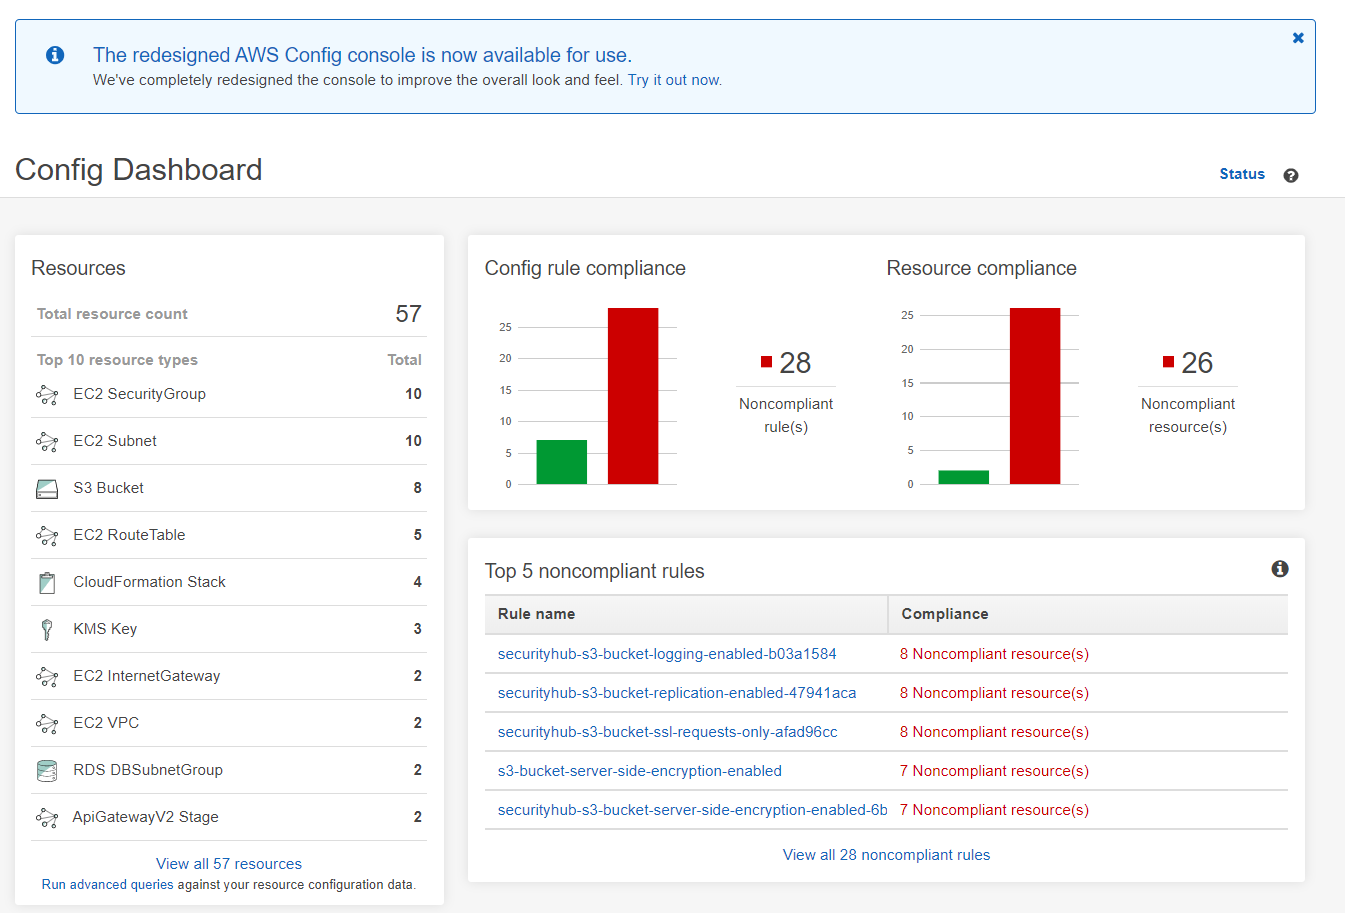 The redesigned AWS Config console is now available for use.
We've completely redesigned the console to improve the overall look and feel. Try it out now.
Config Dashboard
Status
Resources
Total resource count 57
Top 10 resource types Total
EC2 SecurityGroup 10
EC2 Subnet 10
S3 Bucket 8
EC2 RouteTable 5
CloudFormation Stack 4
KMS Key 3
EC2 InternetGateway 2
EC2 VPC 2
RDS DBSubnetGroup 2
ApiGatewayV2 Stage 2
View all 57 resources
Run advanced queries against your resource configuration data.
Config rule compliance
25
20
15
10
5
0
28
Noncompliant
rule(s)
Resource compliance
25
20
15
10
5
0
26
Noncompliant
resource(s)
Top 5 noncompliant rules
Rule name Compliance
securityhub-s3-bucket-logging-enabled-b03a1584 8 Noncompliant resource(s)
securityhub-s3-bucket-replication-enabled-47941aca 8 Noncompliant resource(s)
securityhub-s3-bucket-ssl-requests-only-afad96cc 8 Noncompliant resource(s)
s3-bucket-server-side-encryption-enabled 7 Noncompliant resource(s)
securityhub-s3-bucket-server-side-encryption-enabled-6b 7 Noncompliant resource(s)
View all 28 noncompliant rules